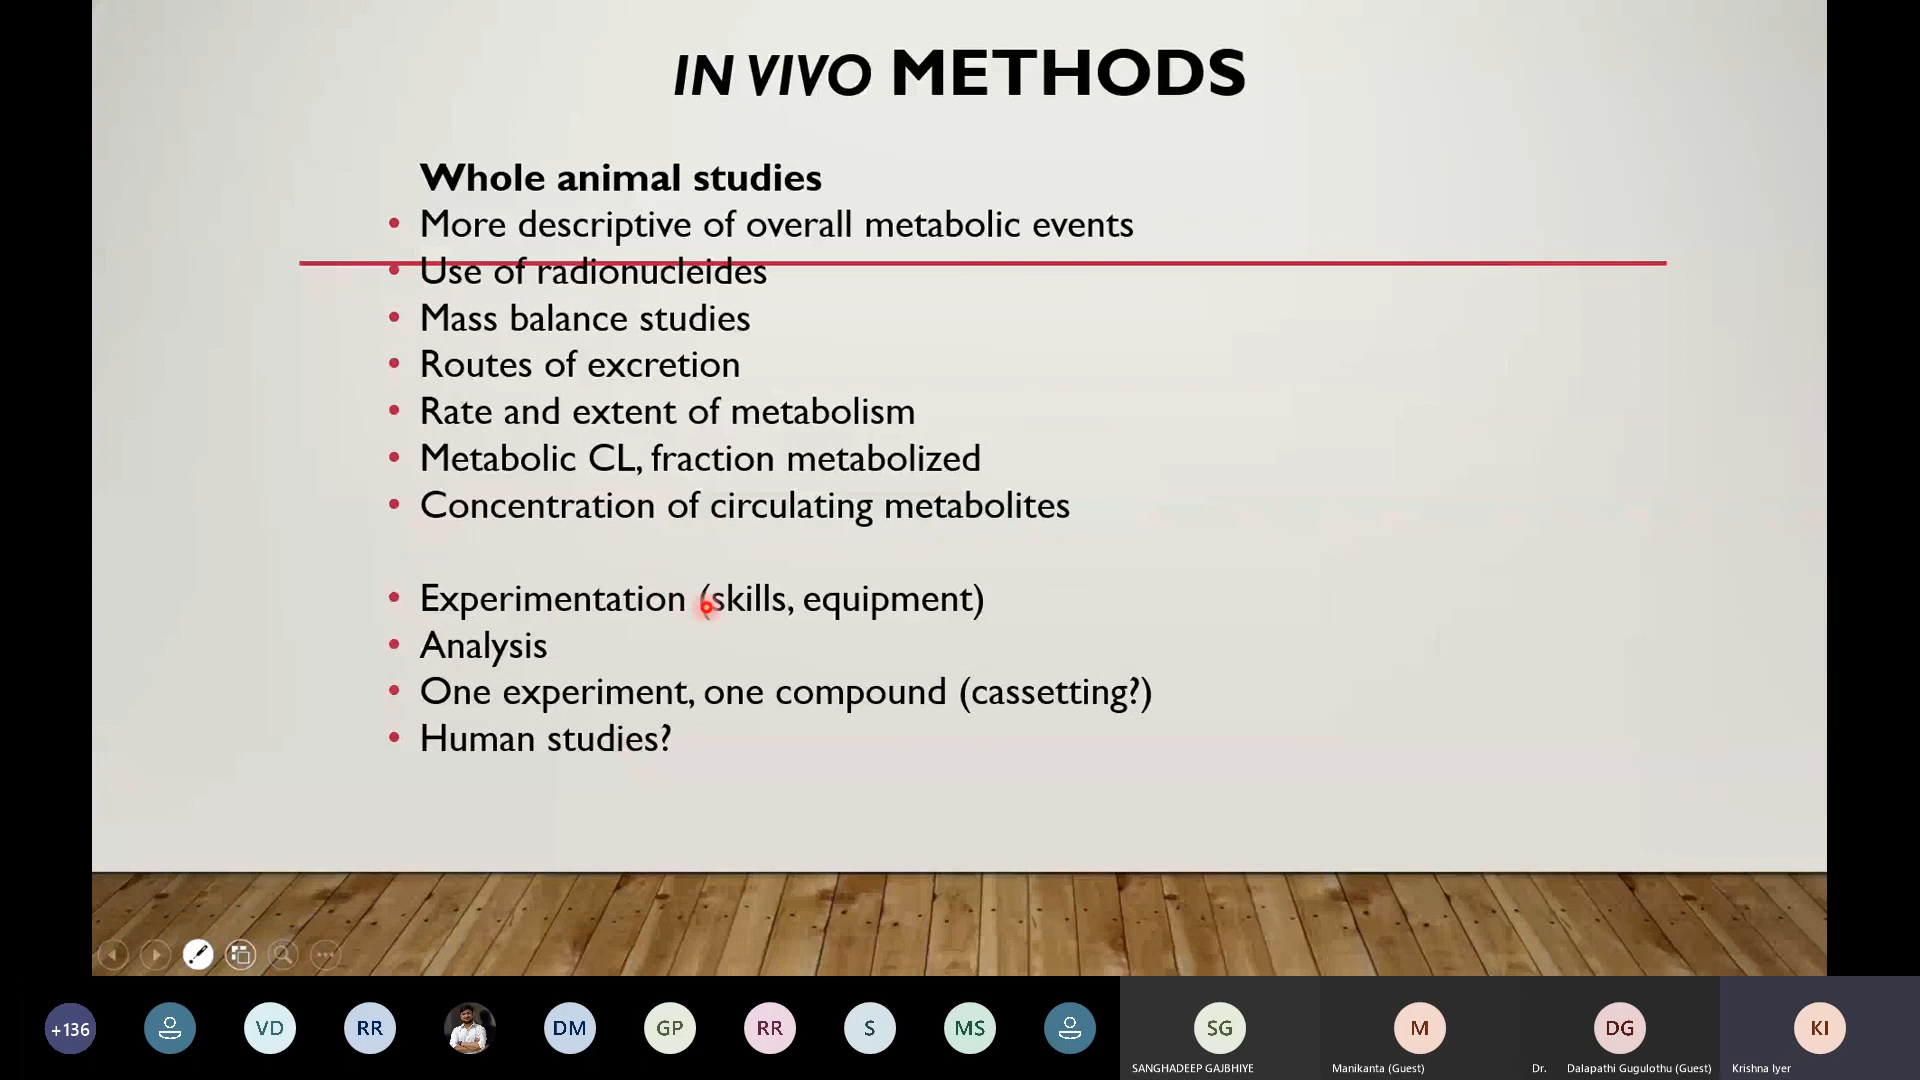 IN VIVO METHODS
Whole animal studies
• More descriptive of overall metabolic events
• Use of radionucleides
• Mass balance studies
• Routes of excretion
• Rate and extent of metabolism
• Metabolic CL, fraction metabolized
• Concentration of circulating metabolites
• Experimentation (skills, equipment)
• Analysis
• One experiment, one compound (cassetting?)
• Human studies?
+136
VD
RR
DM
GP
RR
S
MS
SG
M
DG
KI
SANGHADEEP GAJBHIYE
Manikanta (Guest)
Dr. Dalapathi Gugulothu (Guest)
Krishna Iyer